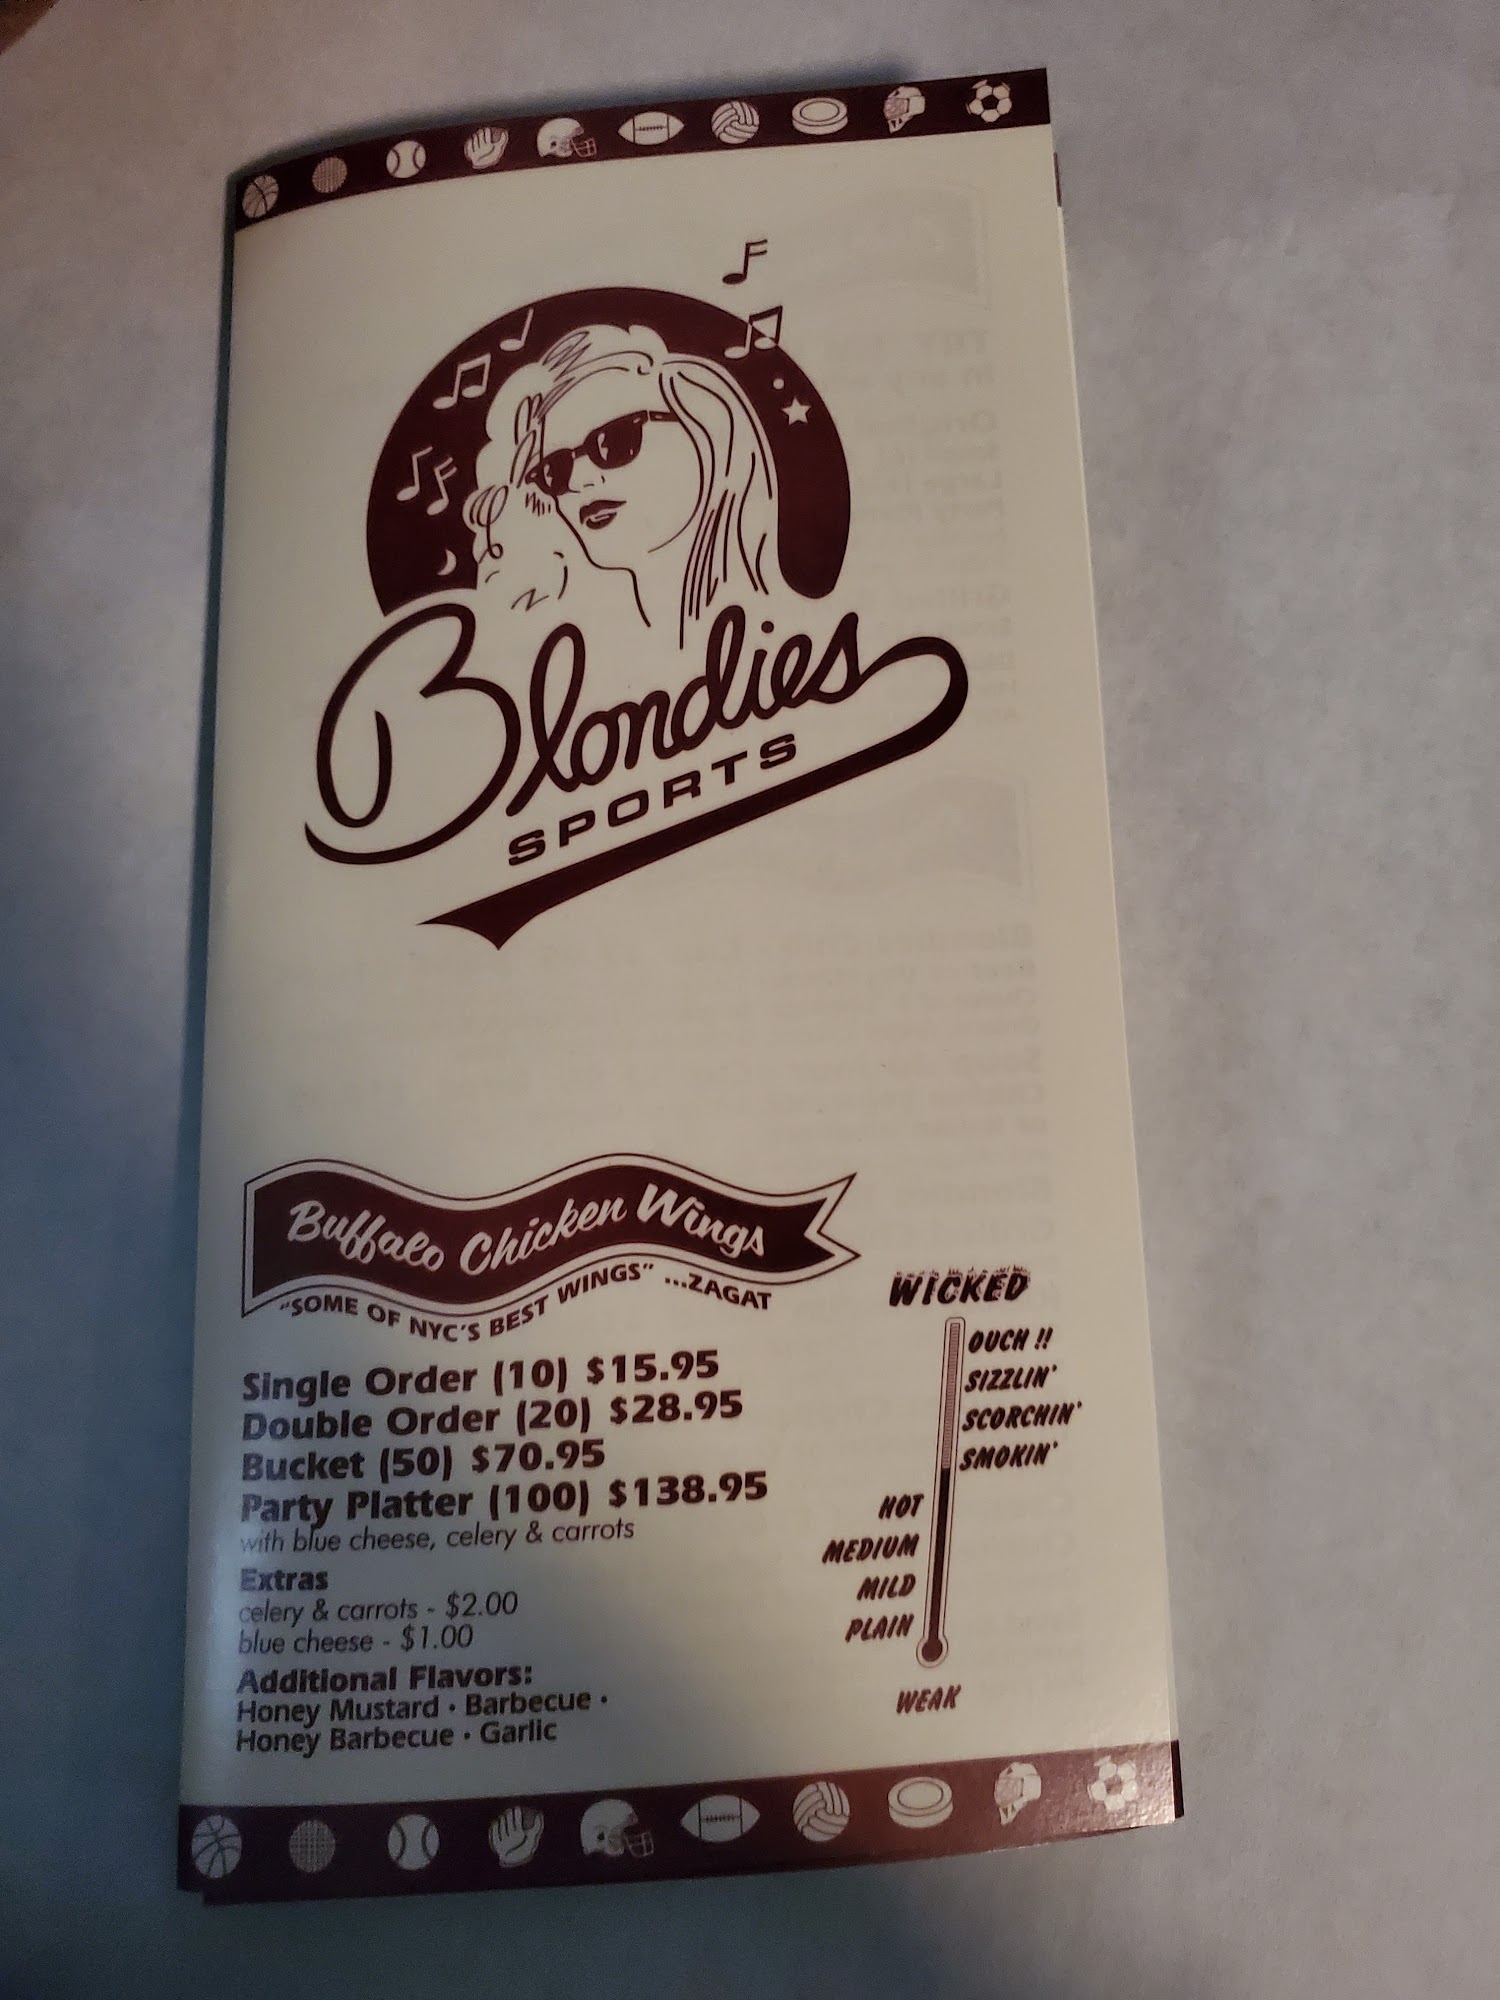 Blondies
SPORTS
Buffalo Chicken Wings
"SOME OF NYC'S BEST WINGS" ...ZAGAT
Single Order (10) $15.95
Double Order (20) $28.95
Bucket (50) $70.95
Party Platter (100) $138.95
with blue cheese, celery & carrots
Extras
celery & carrots - $2.00
blue cheese - $1.00
Additional Flavors:
Honey Mustard • Barbecue •
Honey Barbecue • Garlic
WICKED
OUCH !!
SIZZLIN'
SCORCHIN'
SMOKIN'
HOT
MEDIUM
MILD
PLAIN
WEAK